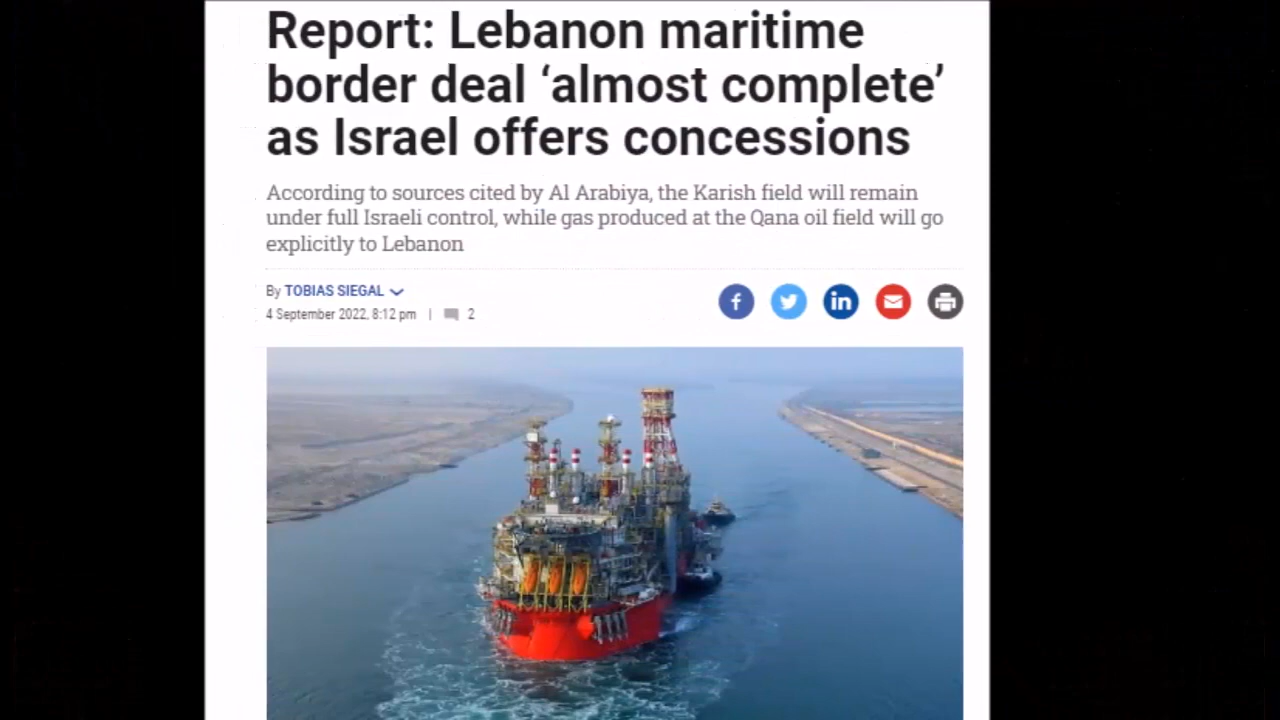 Report: Lebanon maritime
border deal ‘almost complete’
as Israel offers concessions
According to sources cited by Al Arabiya, the Karish field will remain
under full Israeli control, while gas produced at the Qana oil field will go
explicitly to Lebanon
By TOBIAS SIEGAL
4 September 2022, 8:12 pm | 2